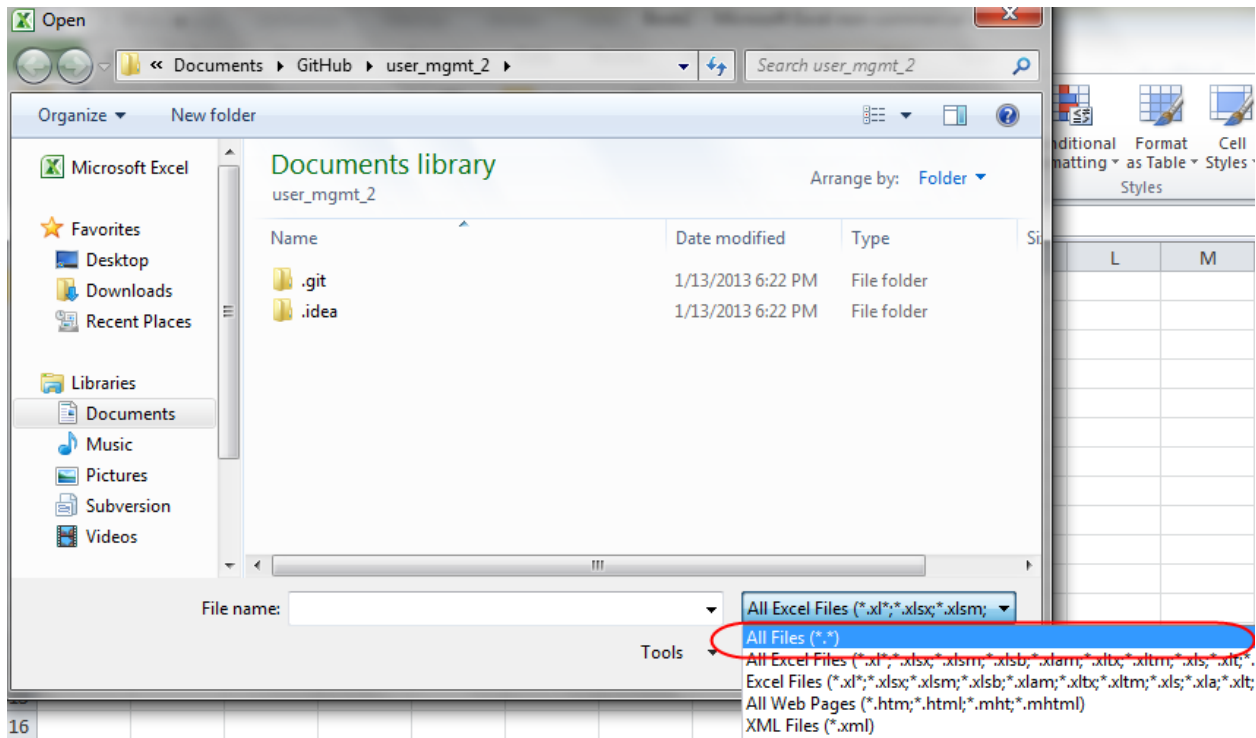 Open
« Documents ▸ GitHub ▸ user_mgmt_2 ▸
Search user_mgmt_2
Organize
New folder
Microsoft Excel
Favorites
Desktop
Downloads
Recent Places
Libraries
Documents
Music
Pictures
Subversion
Videos
Documents library
user_mgmt_2
Arrange by: Folder
Name Date modified Type
.git 1/13/2013 6:22 PM File folder
.idea 1/13/2013 6:22 PM File folder
File name:
All Excel Files (*.xl*;*.xlsx;*.xlsm;
Tools
All Files (*.*)
All Excel Files (*.xl*;*.xlsx;*.xlsm;*.xlsb;*.xlam;*.xltx;*.xltm;*.xls;*.xlt;*.
Excel Files (*.xl*;*.xlsx;*.xlsm;*.xlsb;*.xlam;*.xltx;*.xltm;*.xls;*.xla;*.xlt;
All Web Pages (*.htm;*.html;*.mht;*.mhtml)
XML Files (*.xml)
Format as Table
Cell Styles
Styles
L M
16